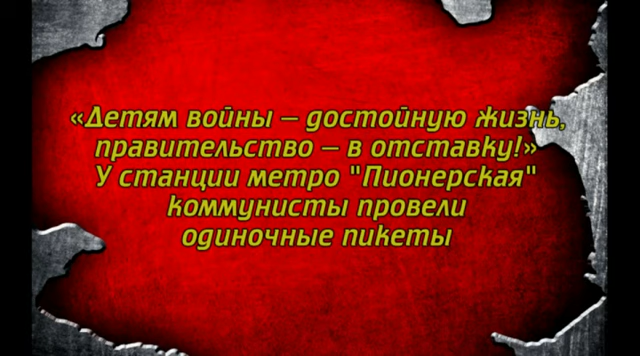 «Детям войны – достойную жизнь,
правительство – в отставку!»
У станции метро "Пионерская"
коммунисты провели
одиночные пикеты